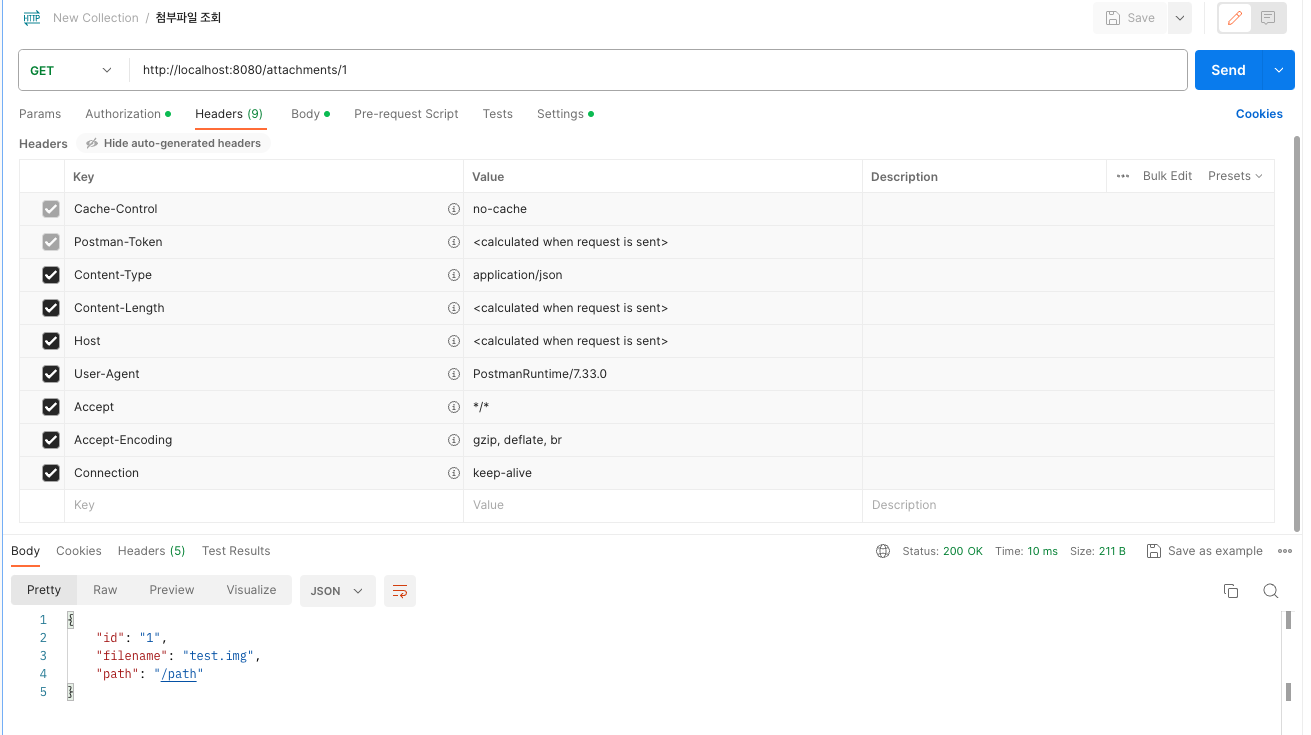 HTTP New Collection / 첨부파일 조회 Save
GET http://localhost:8080/attachments/1 Send
Params Authorization Headers (9) Body Pre-request Script Tests Settings Cookies
Headers Hide auto-generated headers
Key Value Description ••• Bulk Edit Presets
Cache-Control no-cache
Postman-Token <calculated when request is sent>
Content-Type application/json
Content-Length <calculated when request is sent>
Host <calculated when request is sent>
User-Agent PostmanRuntime/7.33.0
Accept */*
Accept-Encoding gzip, deflate, br
Connection keep-alive
Key Value Description
Body Cookies Headers (5) Test Results Status: 200 OK Time: 10 ms Size: 211 B Save as example
Pretty Raw Preview Visualize JSON
1 {
2 "id": "1",
3 "filename": "test.img",
4 "path": "/path"
5 }